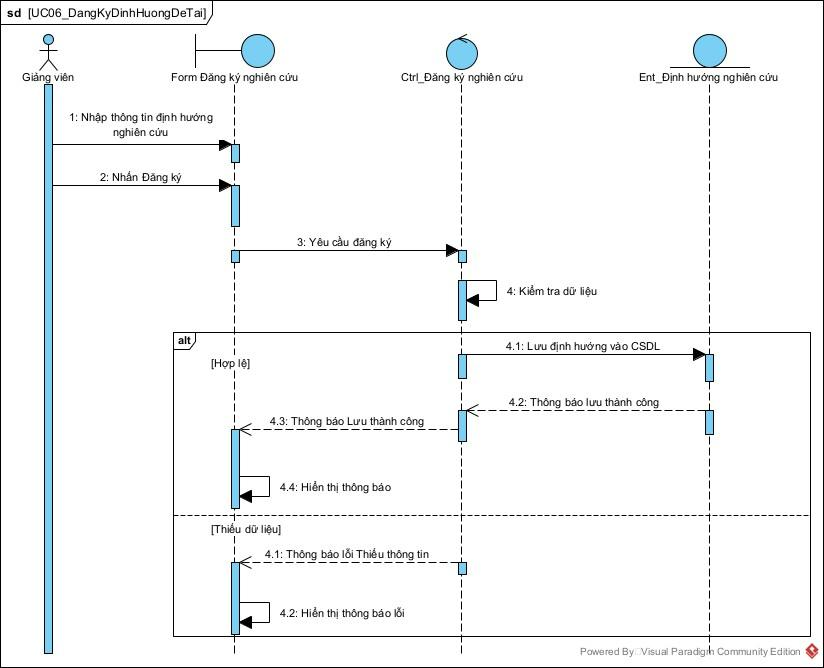 sd [UC06_DangKyDinhHuongDeTai]
Giảng viên
Form Đăng ký nghiên cứu
Ctrl_Đăng ký nghiên cứu
Ent_Định hướng nghiên cứu
1: Nhập thông tin định hướng
nghiên cứu
2: Nhấn Đăng ký
3: Yêu cầu đăng ký
4: Kiểm tra dữ liệu
alt
4.1: Lưu định hướng vào CSDL
[Hợp lệ]
4.2: Thông báo lưu thành công
4.3: Thông báo Lưu thành công
4.4: Hiển thị thông báo
[Thiếu dữ liệu]
4.1: Thông báo lỗi Thiếu thông tin
4.2: Hiển thị thông báo lỗi
Powered By Visual Paradigm Community Edition